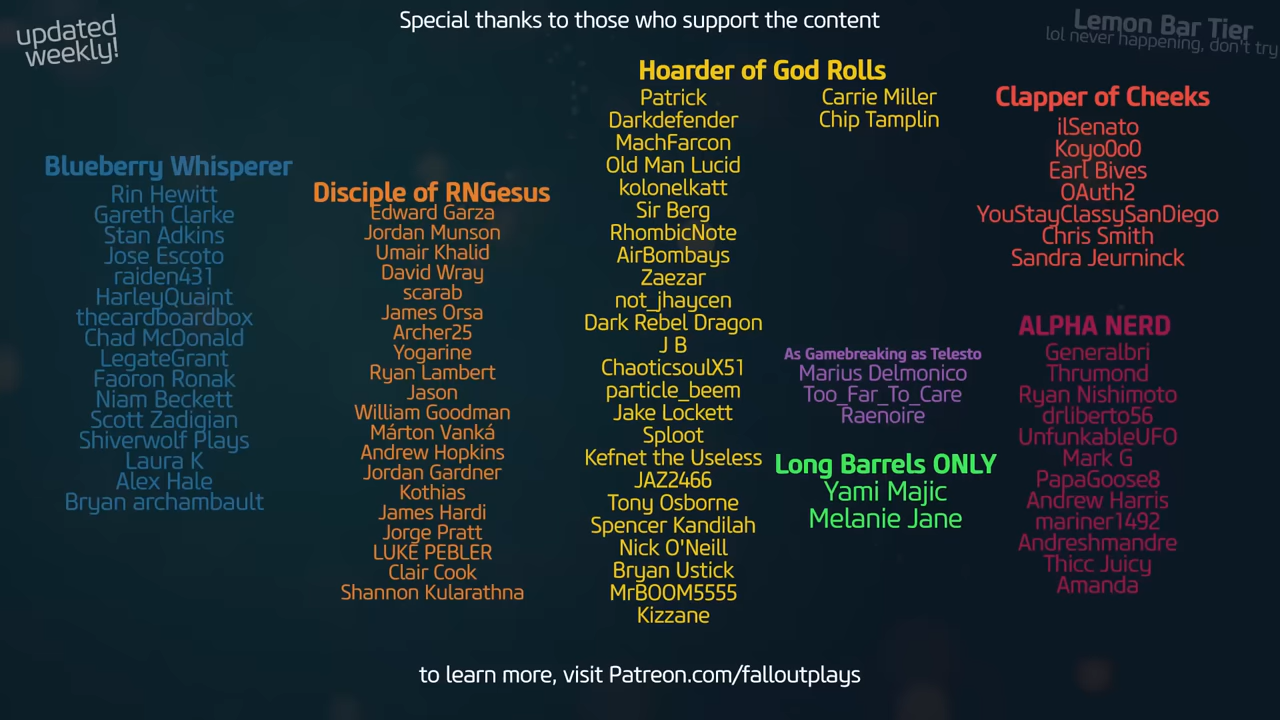 updated
weekly!
Special thanks to those who support the content
Lemon Bar Tier
lol never happening, don't try
Blueberry Whisperer
Rin Hewitt
Gareth Clarke
Stan Adkins
Jose Escoto
raiden431
HarleyQuaint
thecardboardbox
Chad McDonald
LegateGrant
Faoron Ronak
Niam Beckett
Scott Zadigian
Shiverwolf Plays
Laura K
Alex Hale
Bryan archambault
Disciple of RNGesus
Edward Garza
Jordan Munson
Umair Khalid
David Wray
scarab
James Orsa
Archer25
Yogarine
Ryan Lambert
Jason
William Goodman
Márton Vanká
Andrew Hopkins
Jordan Gardner
Kothias
James Hardi
Jorge Pratt
LUKE PEBLER
Clair Cook
Shannon Kularathna
Hoarder of God Rolls
Patrick
Darkdefender
MachFarcon
Old Man Lucid
kolonelkatt
Sir Berg
RhombicNote
AirBombays
Zaezar
not_jhaycen
Dark Rebel Dragon
J B
ChaoticsoulX51
particle_beem
Jake Lockett
Sploot
Kefnet the Useless
JAZ2466
Tony Osborne
Spencer Kandilah
Nick O'Neill
Bryan Ustick
MrBOOM5555
Kizzane
Carrie Miller
Chip Tamplin
As Gamebreaking as Telesto
Marius Delmonico
Too_Far_To_Care
Raenoire
Long Barrels ONLY
Yami Majic
Melanie Jane
Clapper of Cheeks
ilSenato
Koyo0o0
Earl Bives
OAuth2
YouStayClassySanDiego
Chris Smith
Sandra Jeurninck
ALPHA NERD
Generalbri
Thrumond
Ryan Nishimoto
drliberto56
UnfunkableUFO
Mark G
PapaGoose8
Andrew Harris
mariner1492
Andreshmandre
Thicc Juicy
Amanda
to learn more, visit Patreon.com/falloutplays